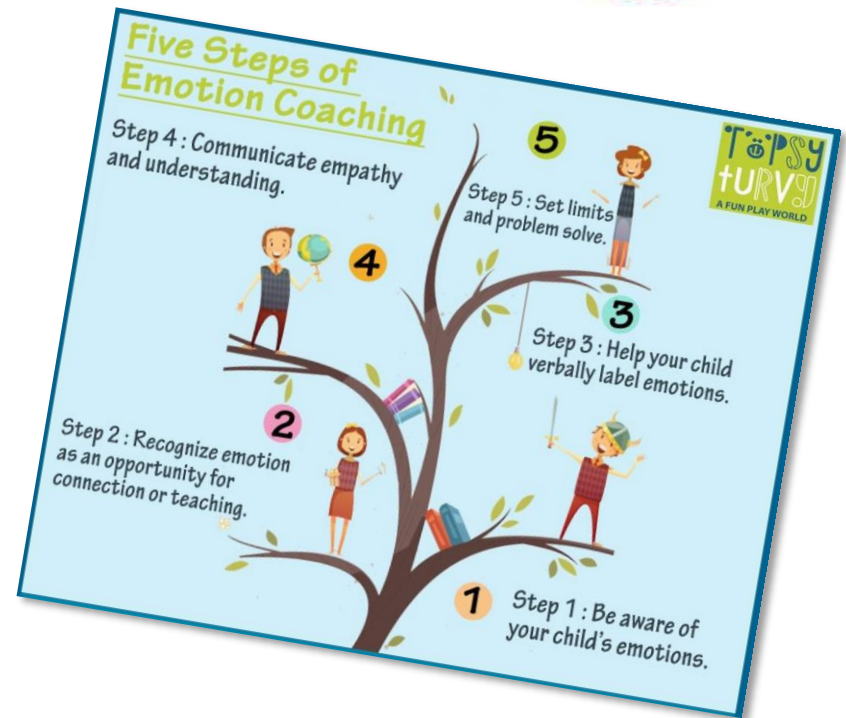 Five Steps of
Emotion Coaching
Step 4 : Communicate empathy
and understanding.
5
Step 5 : Set limits
and problem solve.
TOPSY
tURVY
A FUN PLAY WORLD
4
3
Step 3 : Help your child
verbally label emotions.
2
Step 2 : Recognize emotion
as an opportunity for
connection or teaching.
1
Step 1 : Be aware of
your child's emotions.